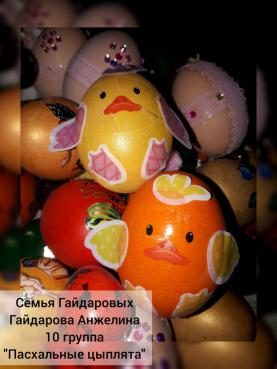 Семья Гайдаровых
Гайдарова Анжелина
10 группа
"Пасхальные цыплята"